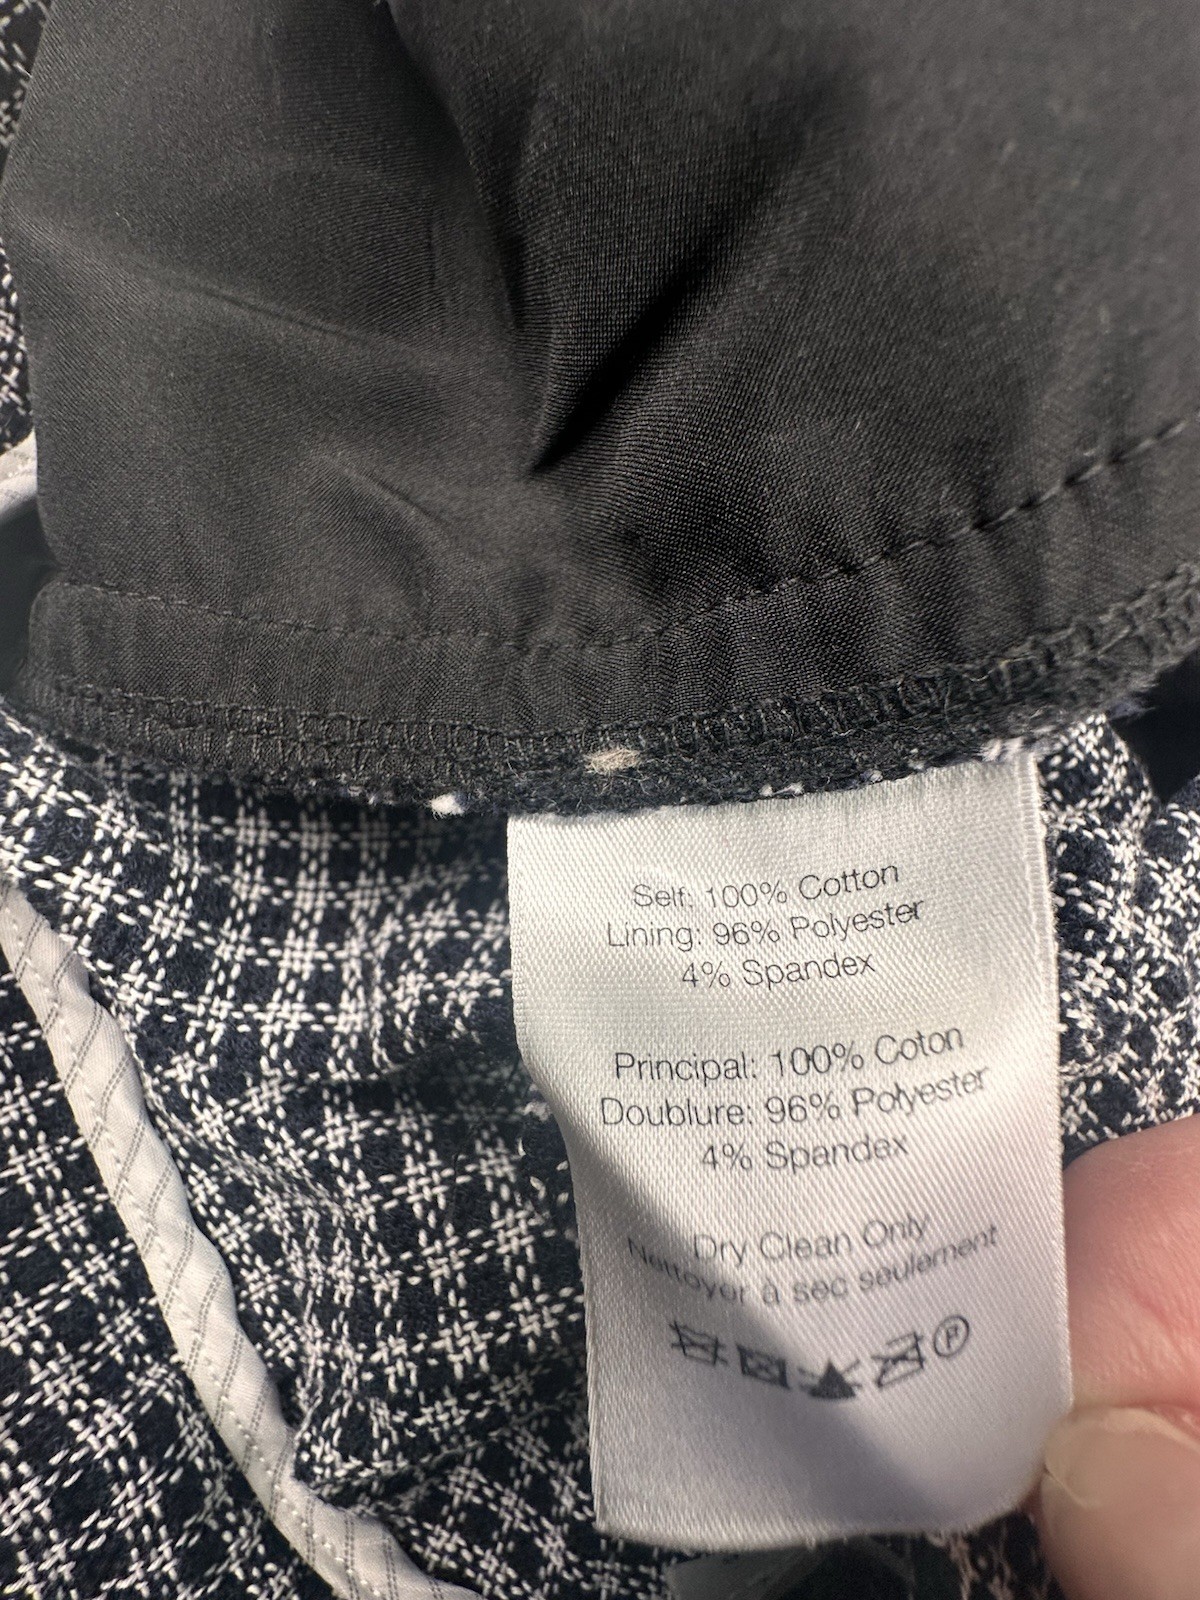 Self: 100% Cotton
Lining: 96% Polyester
4% Spandex
Principal: 100% Coton
Doublure: 96% Polyester
4% Spandex
Dry Clean Only
Nettoyer à sec seulement
P